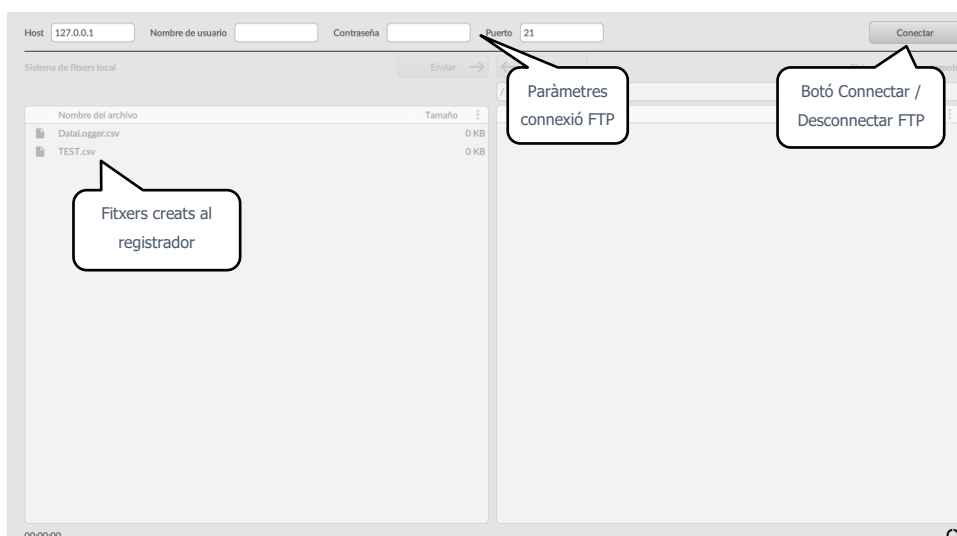 Host 127.0.0.1 Nombre de usuario Contraseña Puerto 21 Conectar
Sistema de fitxers local Enviar
/
Paràmetres
connexió FTP
Botó Connectar /
Desconnectar FTP
Nombre del archivo Tamaño
DataLogger.csv 0 KB
TEST.csv 0 KB
Fitxers creats al
registrador
00:00:00